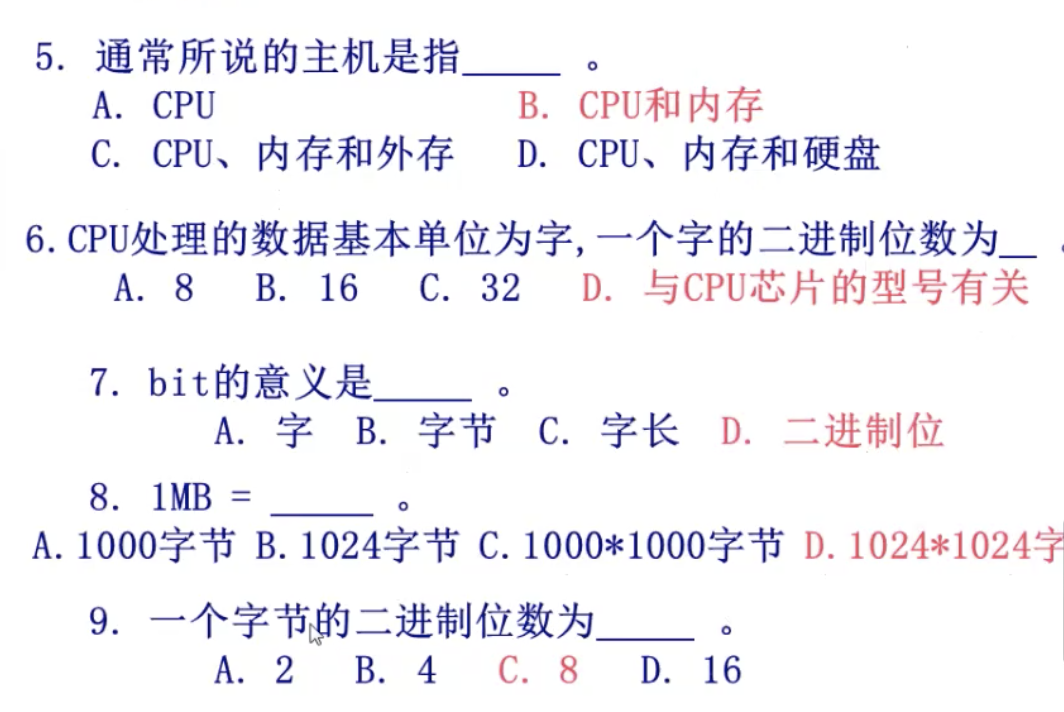 5. 通常所说的主机是指_____ 。
A. CPU B. CPU和内存
C. CPU、内存和外存 D. CPU、内存和硬盘
6.CPU处理的数据基本单位为字,一个字的二进制位数为__ 。
A. 8 B. 16 C. 32 D. 与CPU芯片的型号有关
7. bit的意义是_____ 。
A. 字 B. 字节 C. 字长 D. 二进制位
8. 1MB = _____ 。
A.1000字节 B.1024字节 C.1000*1000字节 D.1024*1024字
9. 一个字节的二进制位数为_____ 。
A. 2 B. 4 C. 8 D. 16